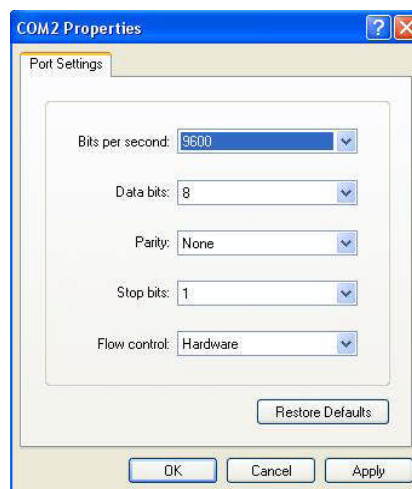 COM2 Properties
Port Settings
Bits per second: 9600
Data bits: 8
Parity: None
Stop bits: 1
Flow control: Hardware
Restore Defaults
OK Cancel Apply